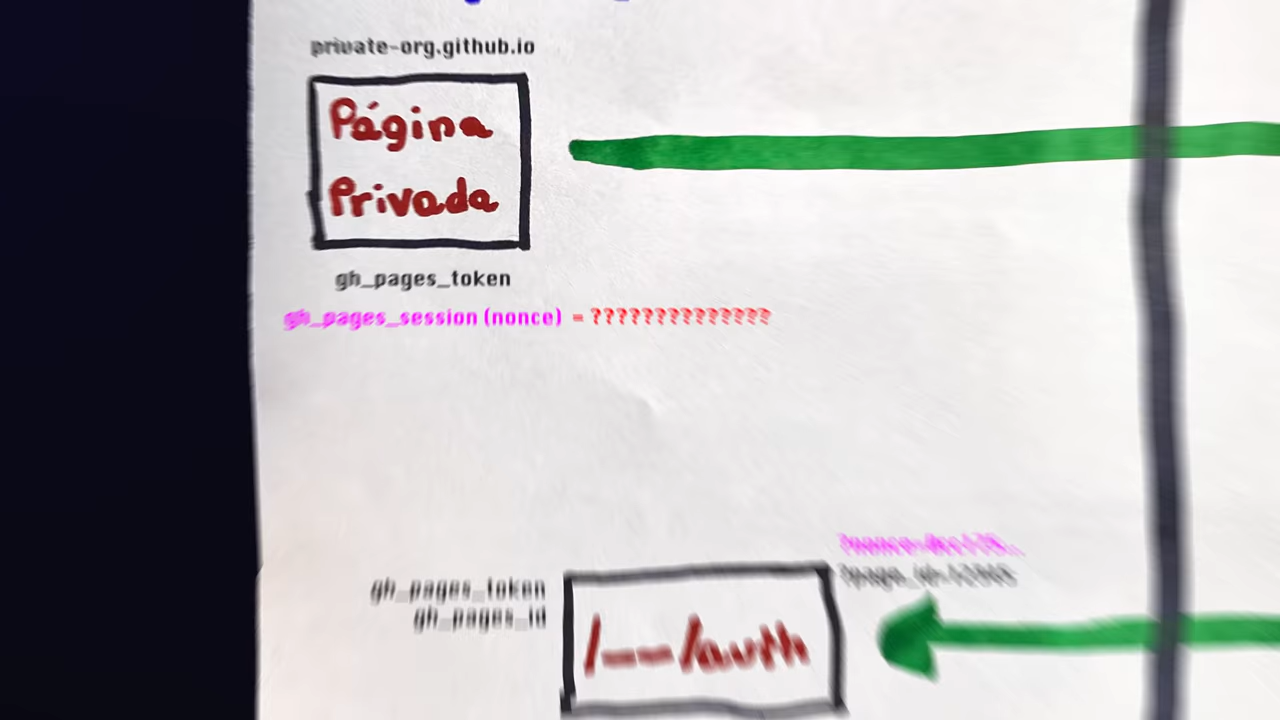 private-org.github.io
Página
Privada
gh_pages_token
gh_pages_session (nonce) = ??????????????
gh_pages_token
gh_pages_id
/__/auth